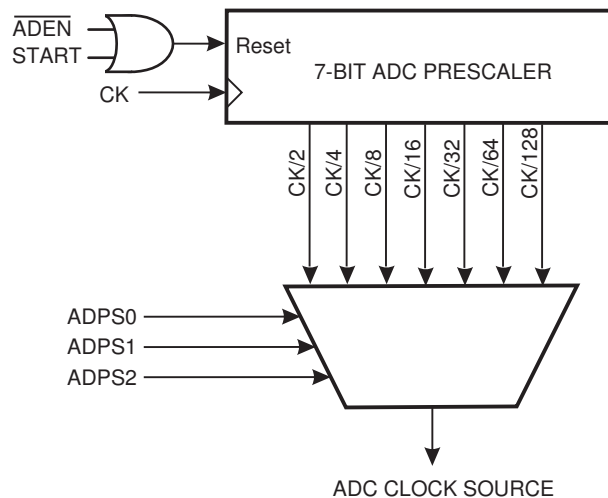 ADEN
START
Reset
7-BIT ADC PRESCALER
CK
CK/2
CK/4
CK/8
CK/16
CK/32
CK/64
CK/128
ADPS0
ADPS1
ADPS2
ADC CLOCK SOURCE